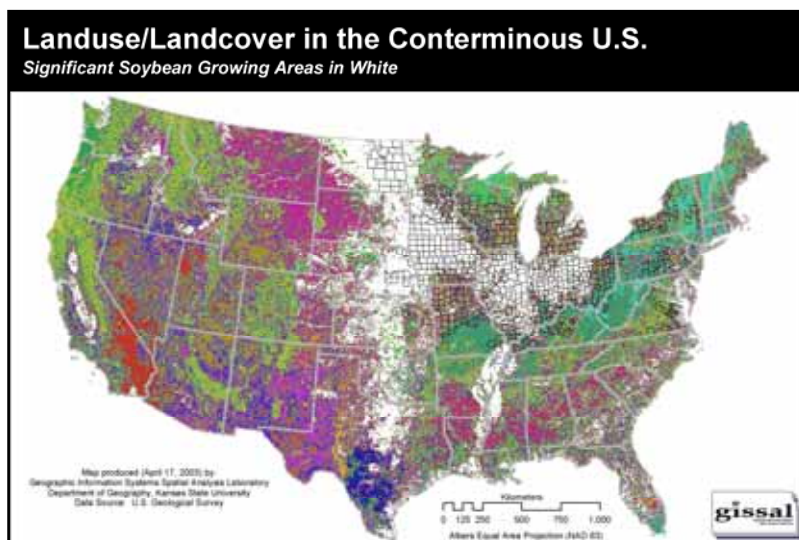 Landuse/Landcover in the Conterminous U.S.
Significant Soybean Growing Areas in White
Map produced (April 17, 2003) by
Geographic Information Systems Spatial Analysis Laboratory
Department of Geography, Kansas State University
Data Source: U.S. Geological Survey
Kilometers
0 125 250 500 750 1,000
Albers Equal Area Projection (NAD 83)
gissal